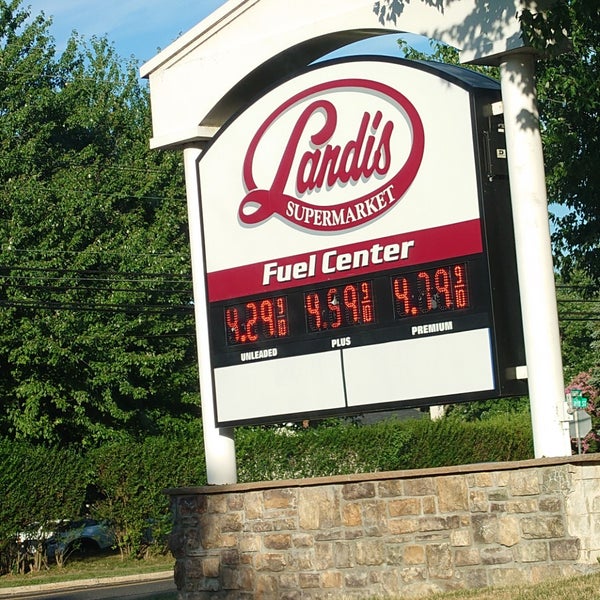 Landis
SUPERMARKET
Fuel Center
4.29 9/10 4.59 9/10 4.79 9/10
UNLEADED PLUS PREMIUM